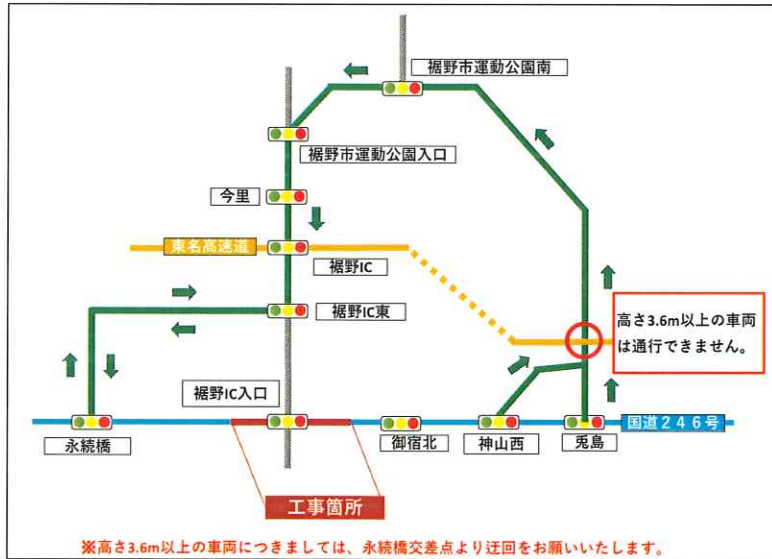 裾野市運動公園南
裾野市運動公園入口
今里
東名高速道
裾野IC
高さ3.6m以上の車両
は通行できません。
裾野IC東
裾野IC入口
永続橋
御宿北
神山西
兎島
国道246号
工事箇所
※高さ3.6m以上の車両につきましては、永続橋交差点より迂回をお願いいたします。